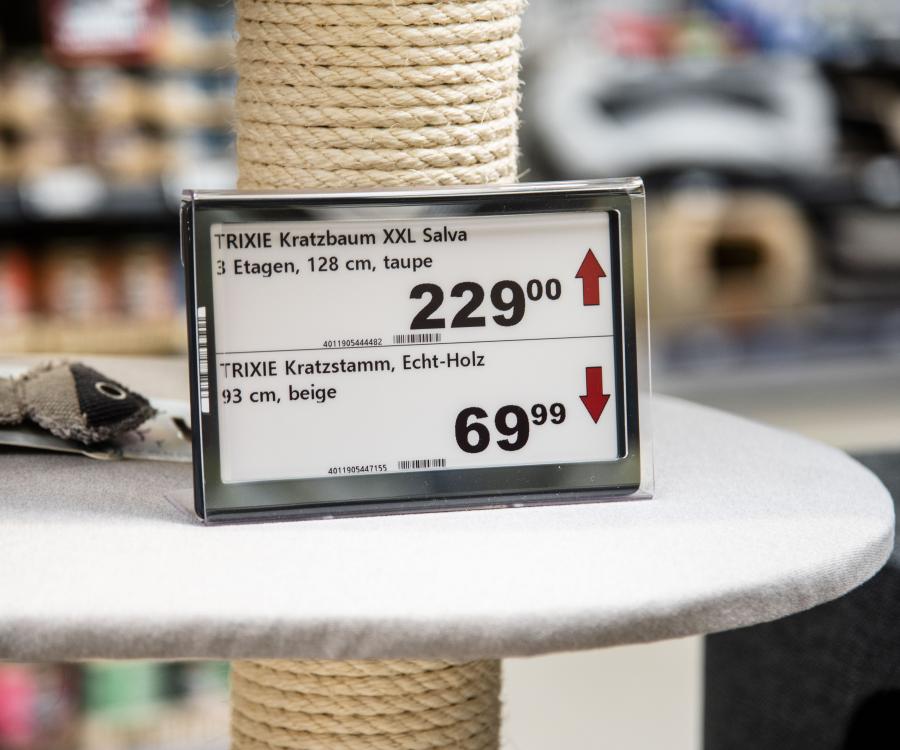 TRIXIE Kratzbaum XXL Salva
3 Etagen, 128 cm, taupe
229⁰⁰
4011905444482
TRIXIE Kratzstamm, Echt-Holz
93 cm, beige
69⁹⁹
4011905447155